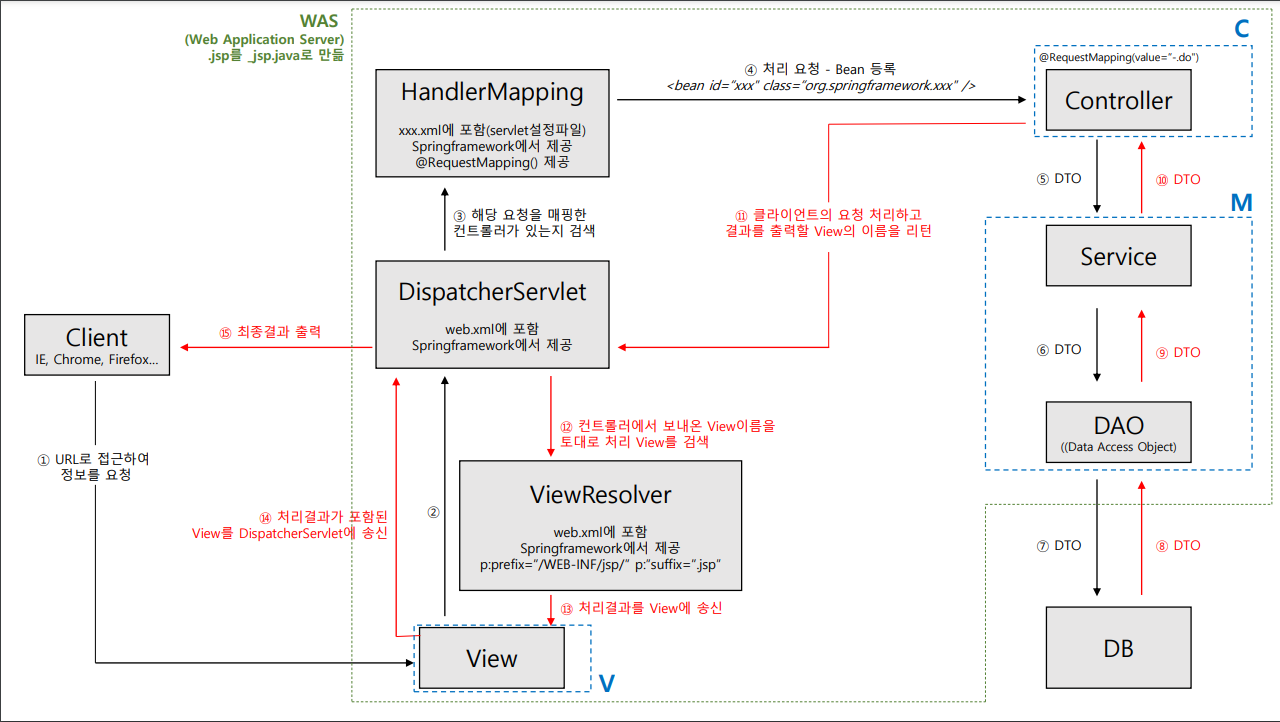 WAS
(Web Application Server)
.jsp를 _jsp.java로 만듦
C
@RequestMapping(value="-.do")
Controller
④ 처리 요청 - Bean 등록
<bean id="xxx" class="org.springframework.xxx" />
HandlerMapping
xxx.xml에 포함(servlet설정파일)
Springframework에서 제공
@RequestMapping() 제공
⑤ DTO
⑩ DTO
③ 해당 요청을 매핑한
컨트롤러가 있는지 검색
⑪ 클라이언트의 요청 처리하고
결과를 출력할 View의 이름을 리턴
M
Service
DispatcherServlet
web.xml에 포함
Springframework에서 제공
Client
IE, Chrome, Firefox...
⑮ 최종결과 출력
⑥ DTO
⑨ DTO
DAO
((Data Access Object)
⑫ 컨트롤러에서 보내온 View이름을
토대로 처리 View를 검색
① URL로 접근하여
정보를 요청
ViewResolver
web.xml에 포함
Springframework에서 제공
p:prefix="/WEB-INF/jsp/" p:"suffix=".jsp"
②
⑭ 처리결과가 포함된
View를 DispatcherServlet에 송신
⑦ DTO
⑧ DTO
⑬ 처리결과를 View에 송신
View
V
DB